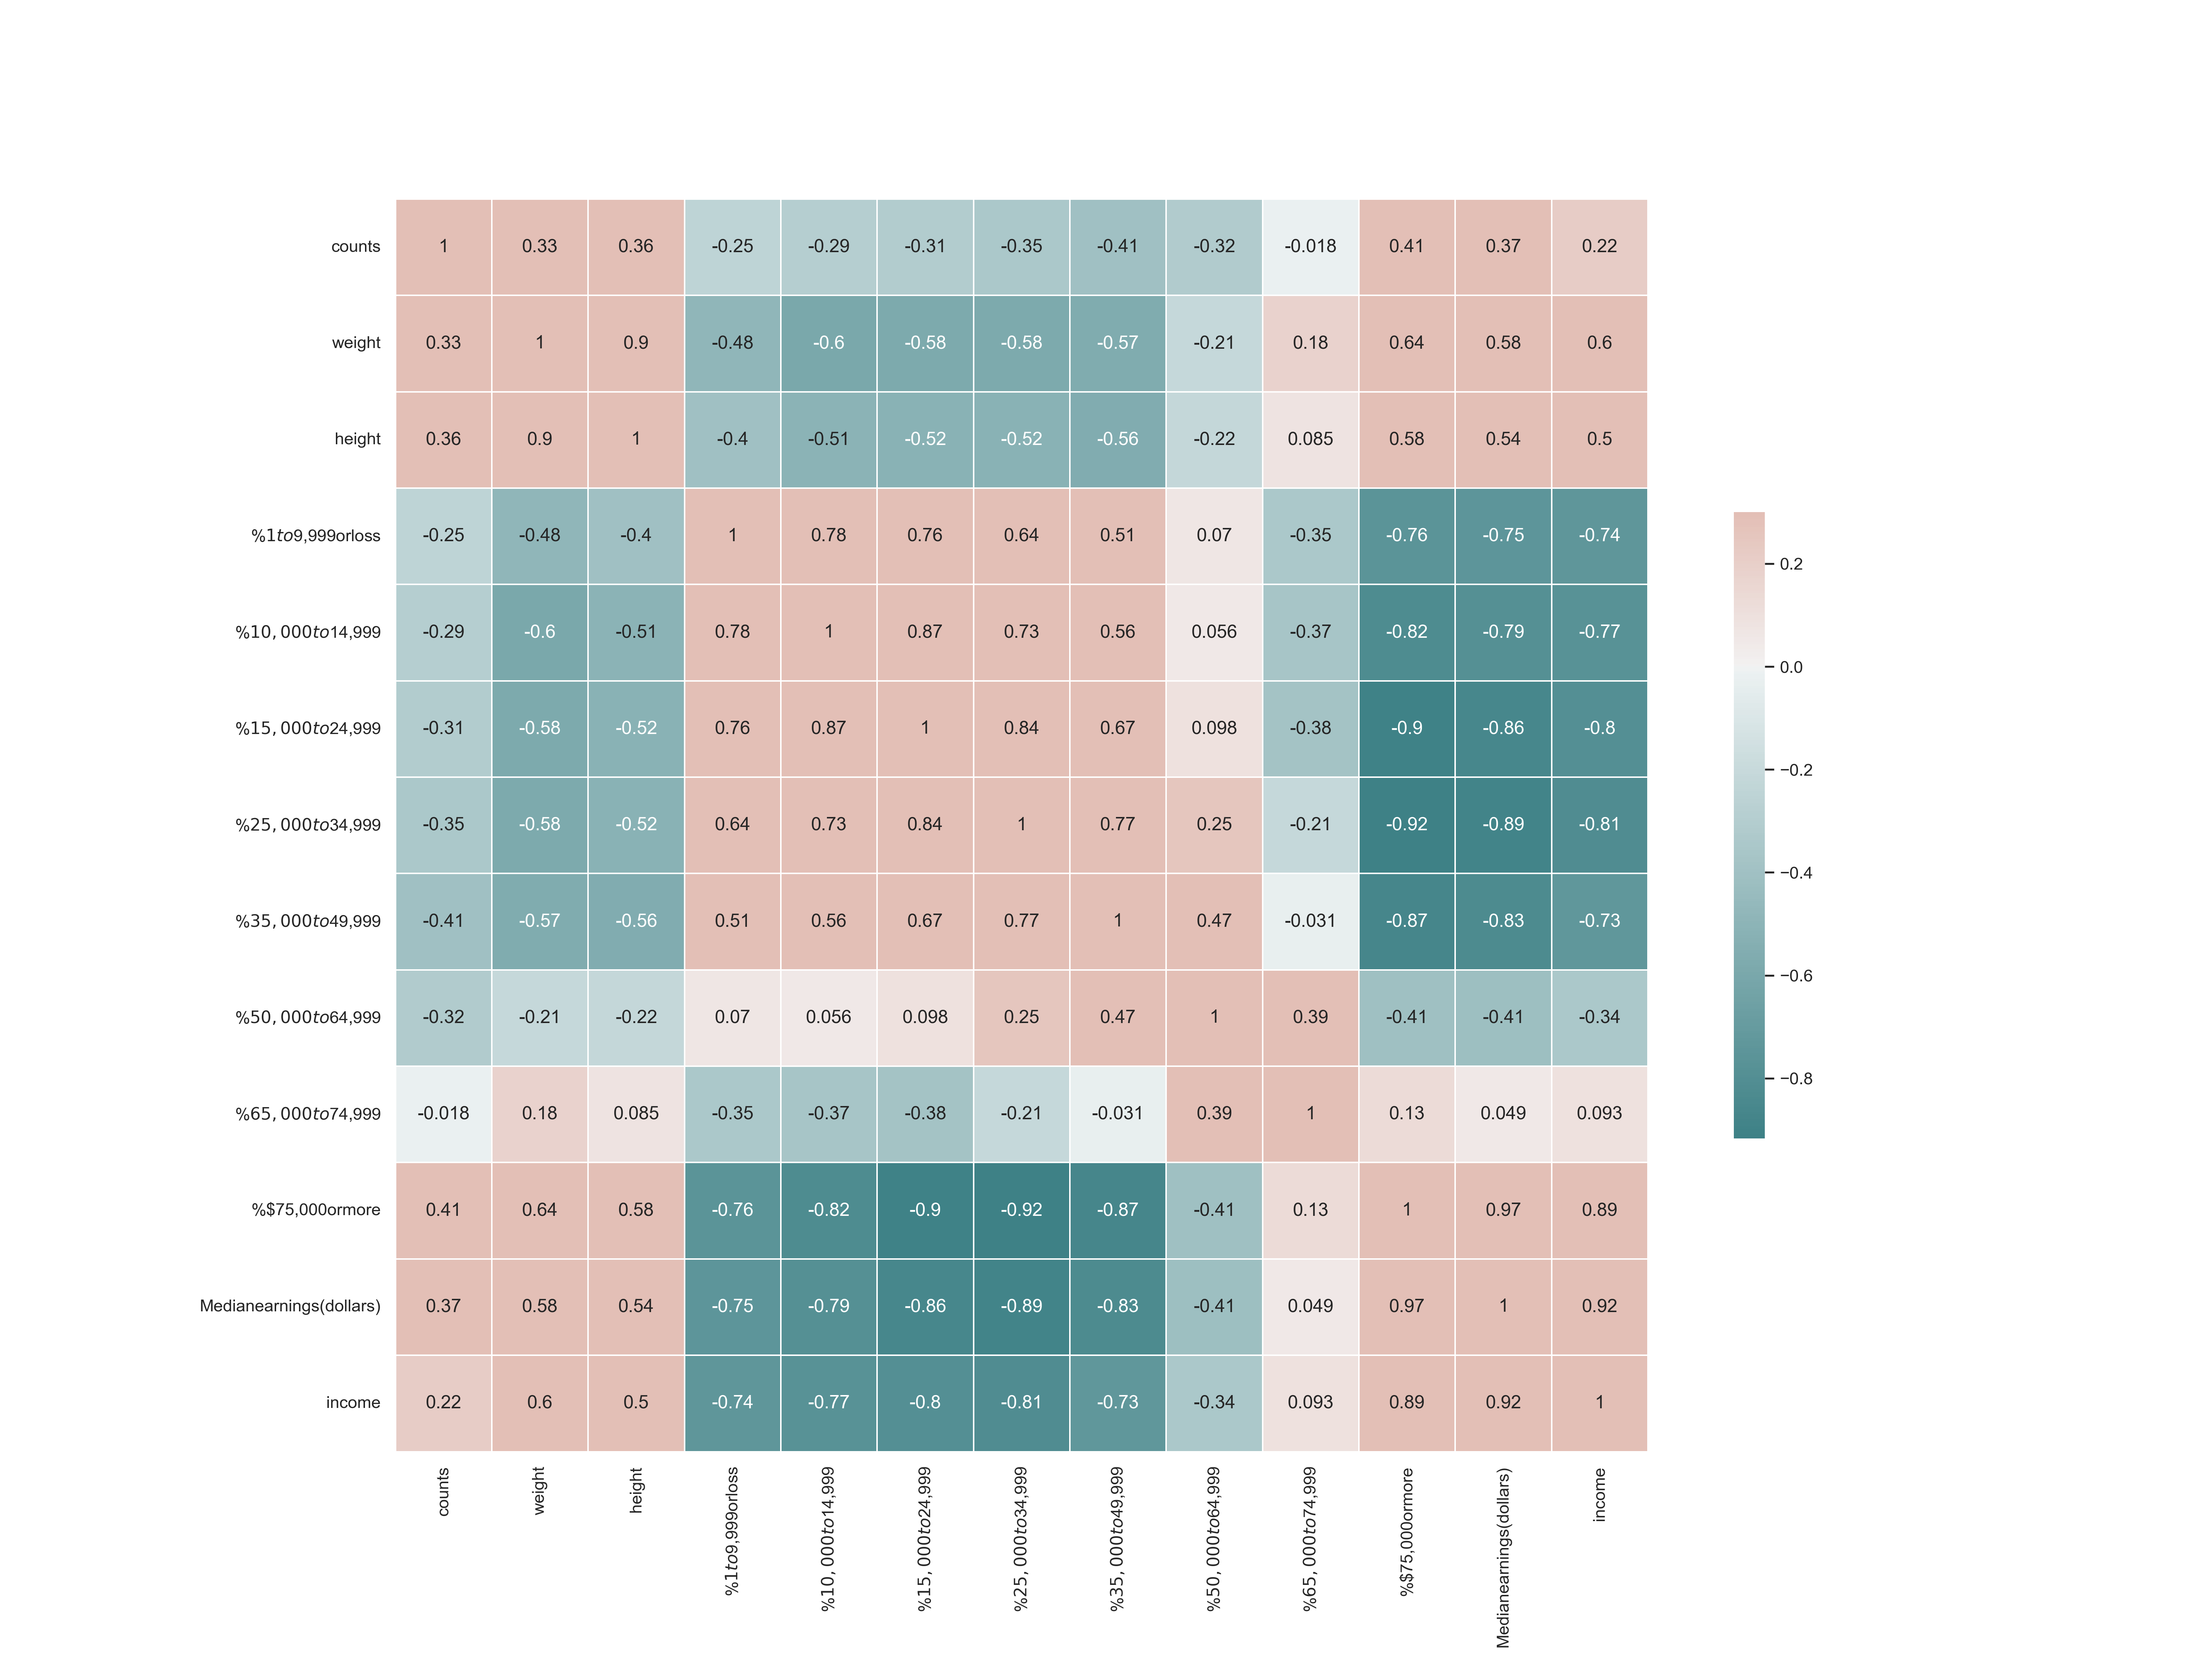 counts 1 0.33 0.36 -0.25 -0.29 -0.31 -0.35 -0.41 -0.32 -0.018 0.41 0.37 0.22
weight 0.33 1 0.9 -0.48 -0.6 -0.58 -0.58 -0.57 -0.21 0.18 0.64 0.58 0.6
height 0.36 0.9 1 -0.4 -0.51 -0.52 -0.52 -0.56 -0.22 0.085 0.58 0.54 0.5
%1to9,999orloss -0.25 -0.48 -0.4 1 0.78 0.76 0.64 0.51 0.07 -0.35 -0.76 -0.75 -0.74
%10,000to14,999 -0.29 -0.6 -0.51 0.78 1 0.87 0.73 0.56 0.056 -0.37 -0.82 -0.79 -0.77
%15,000to24,999 -0.31 -0.58 -0.52 0.76 0.87 1 0.84 0.67 0.098 -0.38 -0.9 -0.86 -0.8
%25,000to34,999 -0.35 -0.58 -0.52 0.64 0.73 0.84 1 0.77 0.25 -0.21 -0.92 -0.89 -0.81
%35,000to49,999 -0.41 -0.57 -0.56 0.51 0.56 0.67 0.77 1 0.47 -0.031 -0.87 -0.83 -0.73
%50,000to64,999 -0.32 -0.21 -0.22 0.07 0.056 0.098 0.25 0.47 1 0.39 -0.41 -0.41 -0.34
%65,000to74,999 -0.018 0.18 0.085 -0.35 -0.37 -0.38 -0.21 -0.031 0.39 1 0.13 0.049 0.093
%$75,000ormore 0.41 0.64 0.58 -0.76 -0.82 -0.9 -0.92 -0.87 -0.41 0.13 1 0.97 0.89
Medianearnings(dollars) 0.37 0.58 0.54 -0.75 -0.79 -0.86 -0.89 -0.83 -0.41 0.049 0.97 1 0.92
income 0.22 0.6 0.5 -0.74 -0.77 -0.8 -0.81 -0.73 -0.34 0.093 0.89 0.92 1
counts
weight
height
%1to9,999orloss
%10,000to14,999
%15,000to24,999
%25,000to34,999
%35,000to49,999
%50,000to64,999
%65,000to74,999
%$75,000ormore
Medianearnings(dollars)
income
0.2
0.0
−0.2
−0.4
−0.6
−0.8